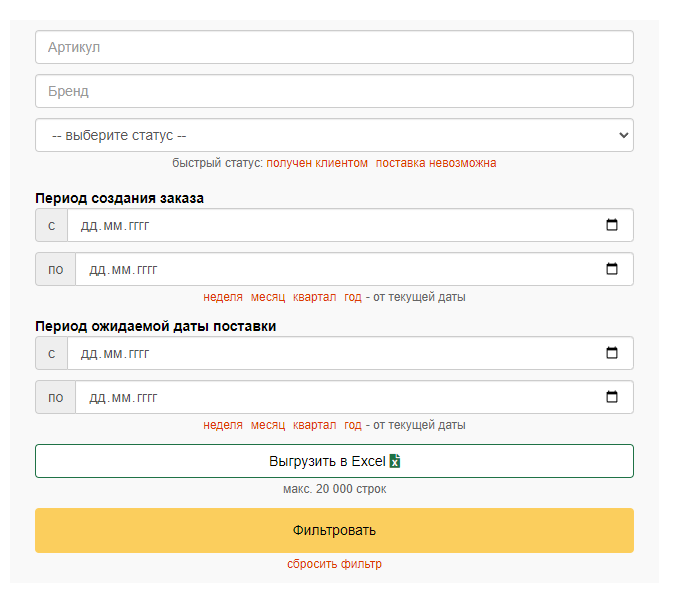 Артикул
Бренд
-- выберите статус --
быстрый статус: получен клиентом поставка невозможна
Период создания заказа
с дд.мм.гггг
по дд.мм.гггг
неделя месяц квартал год - от текущей даты
Период ожидаемой даты поставки
с дд.мм.гггг
по дд.мм.гггг
неделя месяц квартал год - от текущей даты
Выгрузить в Excel
макс. 20 000 строк
Фильтровать
сбросить фильтр